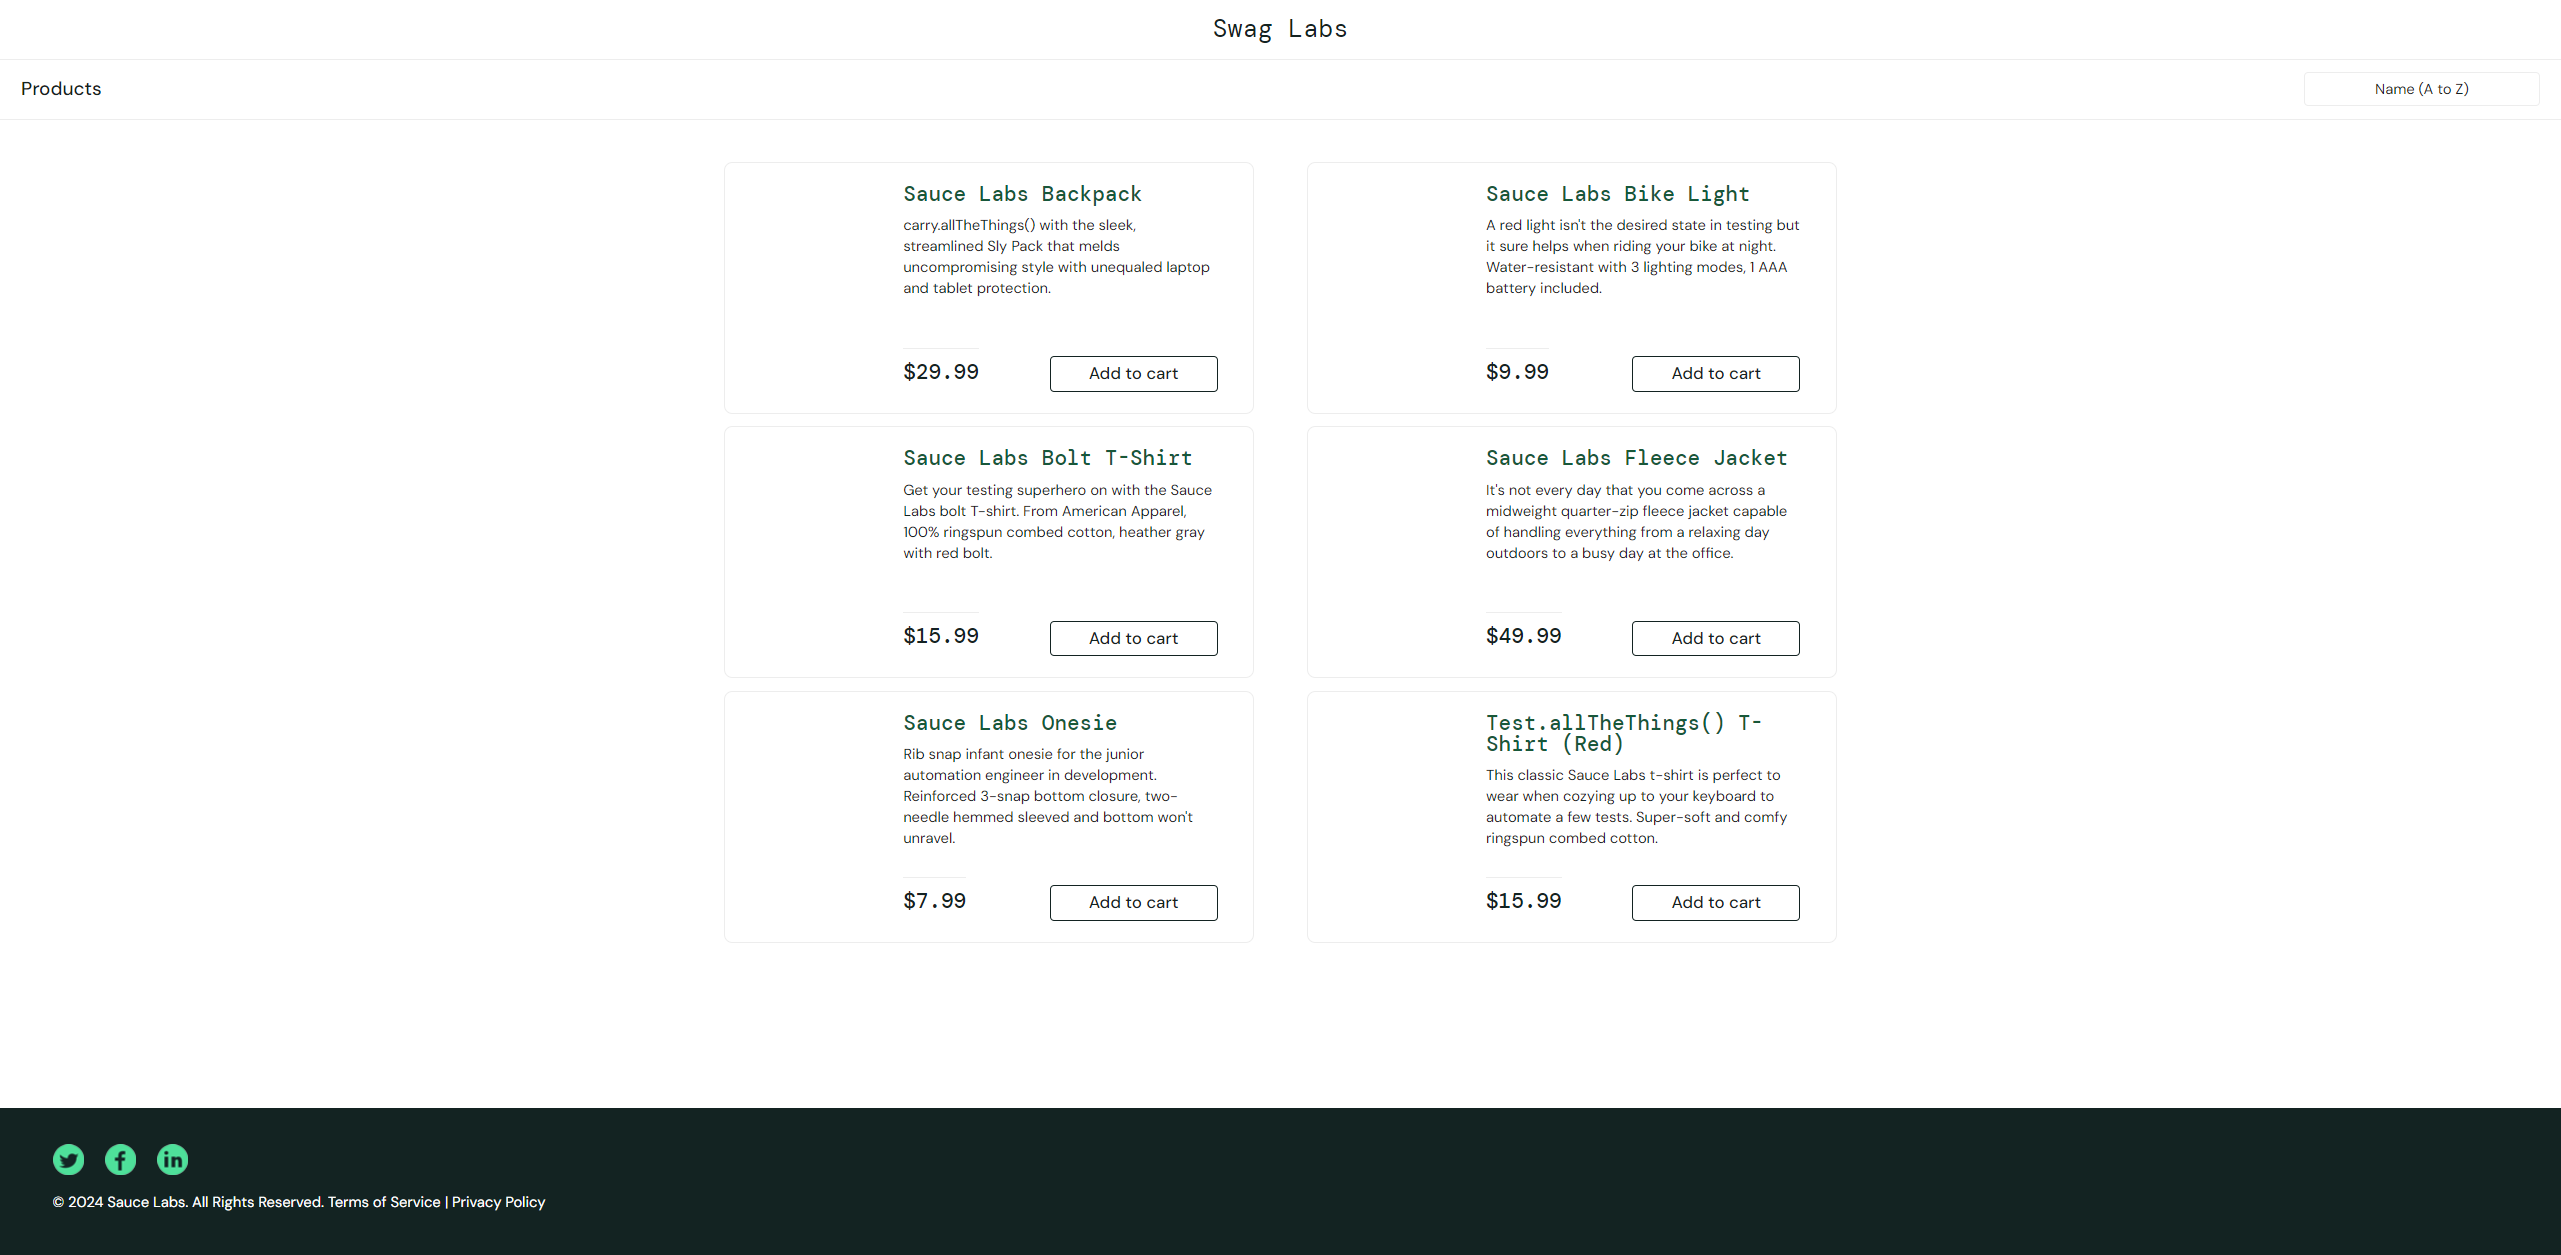 Swag Labs
Products
Name (A to Z)
Sauce Labs Backpack
carry.allTheThings() with the sleek,
streamlined Sly Pack that melds
uncompromising style with unequaled laptop
and tablet protection.
$29.99
Add to cart
Sauce Labs Bike Light
A red light isn't the desired state in testing but
it sure helps when riding your bike at night.
Water-resistant with 3 lighting modes, 1 AAA
battery included.
$9.99
Add to cart
Sauce Labs Bolt T-Shirt
Get your testing superhero on with the Sauce
Labs bolt T-shirt. From American Apparel,
100% ringspun combed cotton, heather gray
with red bolt.
$15.99
Add to cart
Sauce Labs Fleece Jacket
It's not every day that you come across a
midweight quarter-zip fleece jacket capable
of handling everything from a relaxing day
outdoors to a busy day at the office.
$49.99
Add to cart
Sauce Labs Onesie
Rib snap infant onesie for the junior
automation engineer in development.
Reinforced 3-snap bottom closure, two-
needle hemmed sleeved and bottom won't
unravel.
$7.99
Add to cart
Test.allTheThings() T-
Shirt (Red)
This classic Sauce Labs t-shirt is perfect to
wear when cozying up to your keyboard to
automate a few tests. Super-soft and comfy
ringspun combed cotton.
$15.99
Add to cart
© 2024 Sauce Labs. All Rights Reserved. Terms of Service | Privacy Policy